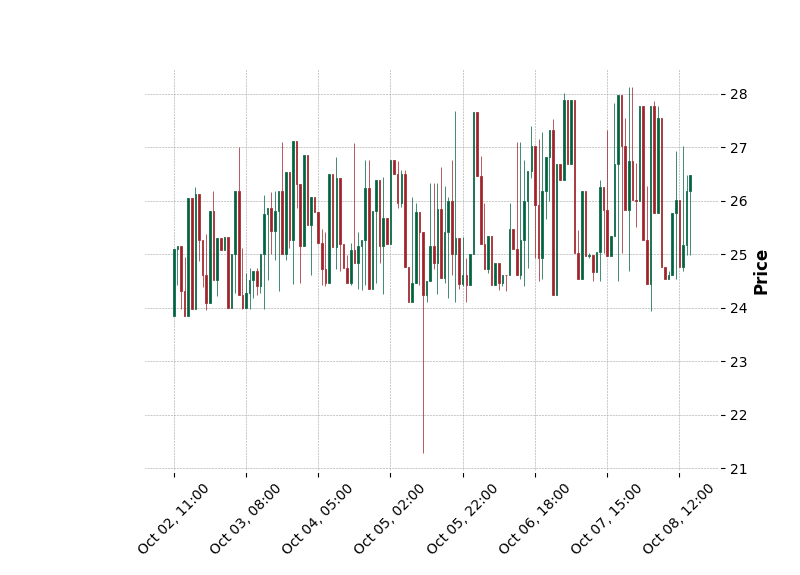 28
27
26
25
24
23
22
21
Price
Oct 02, 11:00
Oct 03, 08:00
Oct 04, 05:00
Oct 05, 02:00
Oct 05, 22:00
Oct 06, 18:00
Oct 07, 15:00
Oct 08, 12:00